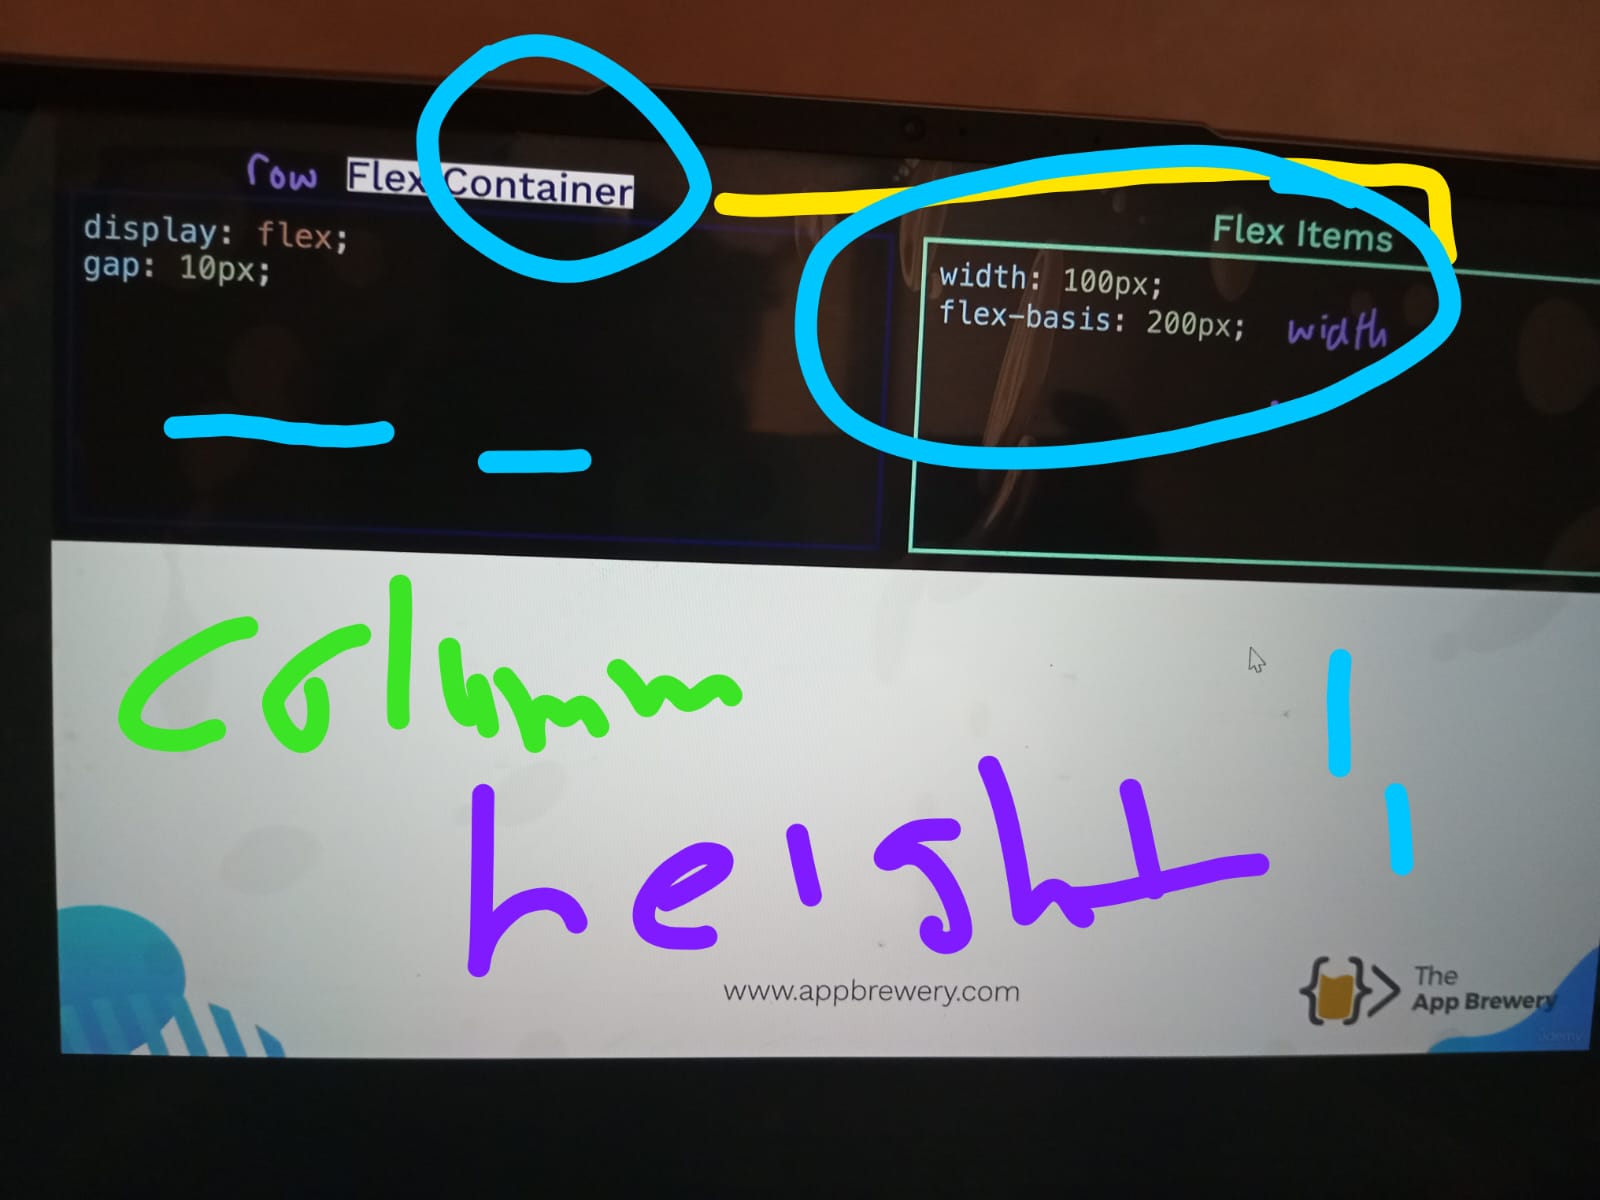 row Flex Container
display: flex;
gap: 10px;
Flex Items
width: 100px;
flex-basis: 200px; width
column
height
www.appbrewery.com
The
App Brewery
udemy